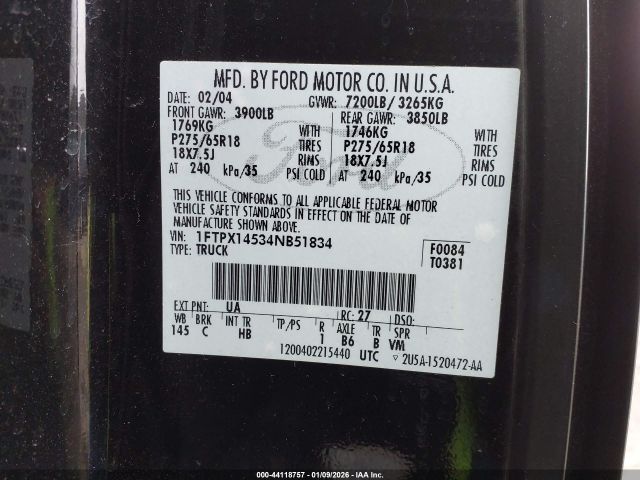 MFD. BY FORD MOTOR CO. IN U.S.A.
DATE: 02/04 GVWR: 7200LB / 3265KG
FRONT GAWR: 3900LB REAR GAWR: 3850LB
1769KG WITH 1746KG WITH
P275/65R18 TIRES P275/65R18 TIRES
18X7.5J RIMS 18X7.5J RIMS
AT 240 kPa/35 PSI COLD AT 240 kPa/35 PSI COLD
THIS VEHICLE CONFORMS TO ALL APPLICABLE FEDERAL MOTOR
VEHICLE SAFETY STANDARDS IN EFFECT ON THE DATE OF
MANUFACTURE SHOWN ABOVE.
VIN: 1FTPX14534NB51834 F0084
TYPE: TRUCK T0381
Ford
EXT PNT: UA RC: 27 DSO:
WB BRK INT TR TP/PS R AXLE TR SPR
145 C HB 1 B6 B VM
1200402215440 UTC ▽ 2U5A-1520472-AA
000-44118757 - 01/09/2026 - IAA Inc.